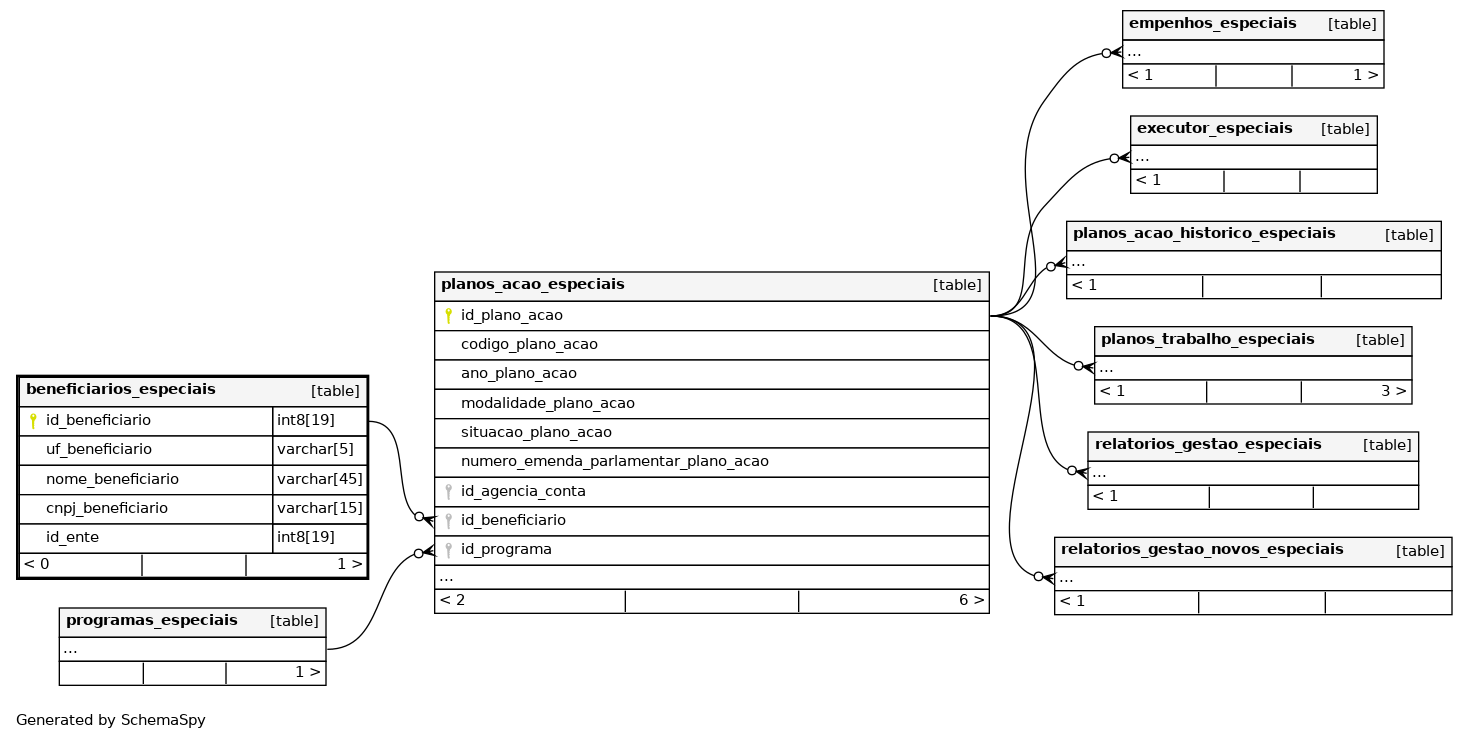 beneficiarios_especiais [table]
id_beneficiario int8[19]
uf_beneficiario varchar[5]
nome_beneficiario varchar[45]
cnpj_beneficiario varchar[15]
id_ente int8[19]
< 0 1 >
programas_especiais [table]
...
1 >
planos_acao_especiais [table]
id_plano_acao
codigo_plano_acao
ano_plano_acao
modalidade_plano_acao
situacao_plano_acao
numero_emenda_parlamentar_plano_acao
id_agencia_conta
id_beneficiario
id_programa
...
< 2 6 >
empenhos_especiais [table]
...
< 1 1 >
executor_especiais [table]
...
< 1
planos_acao_historico_especiais [table]
...
< 1
planos_trabalho_especiais [table]
...
< 1 3 >
relatorios_gestao_especiais [table]
...
< 1
relatorios_gestao_novos_especiais [table]
...
< 1
Generated by SchemaSpy